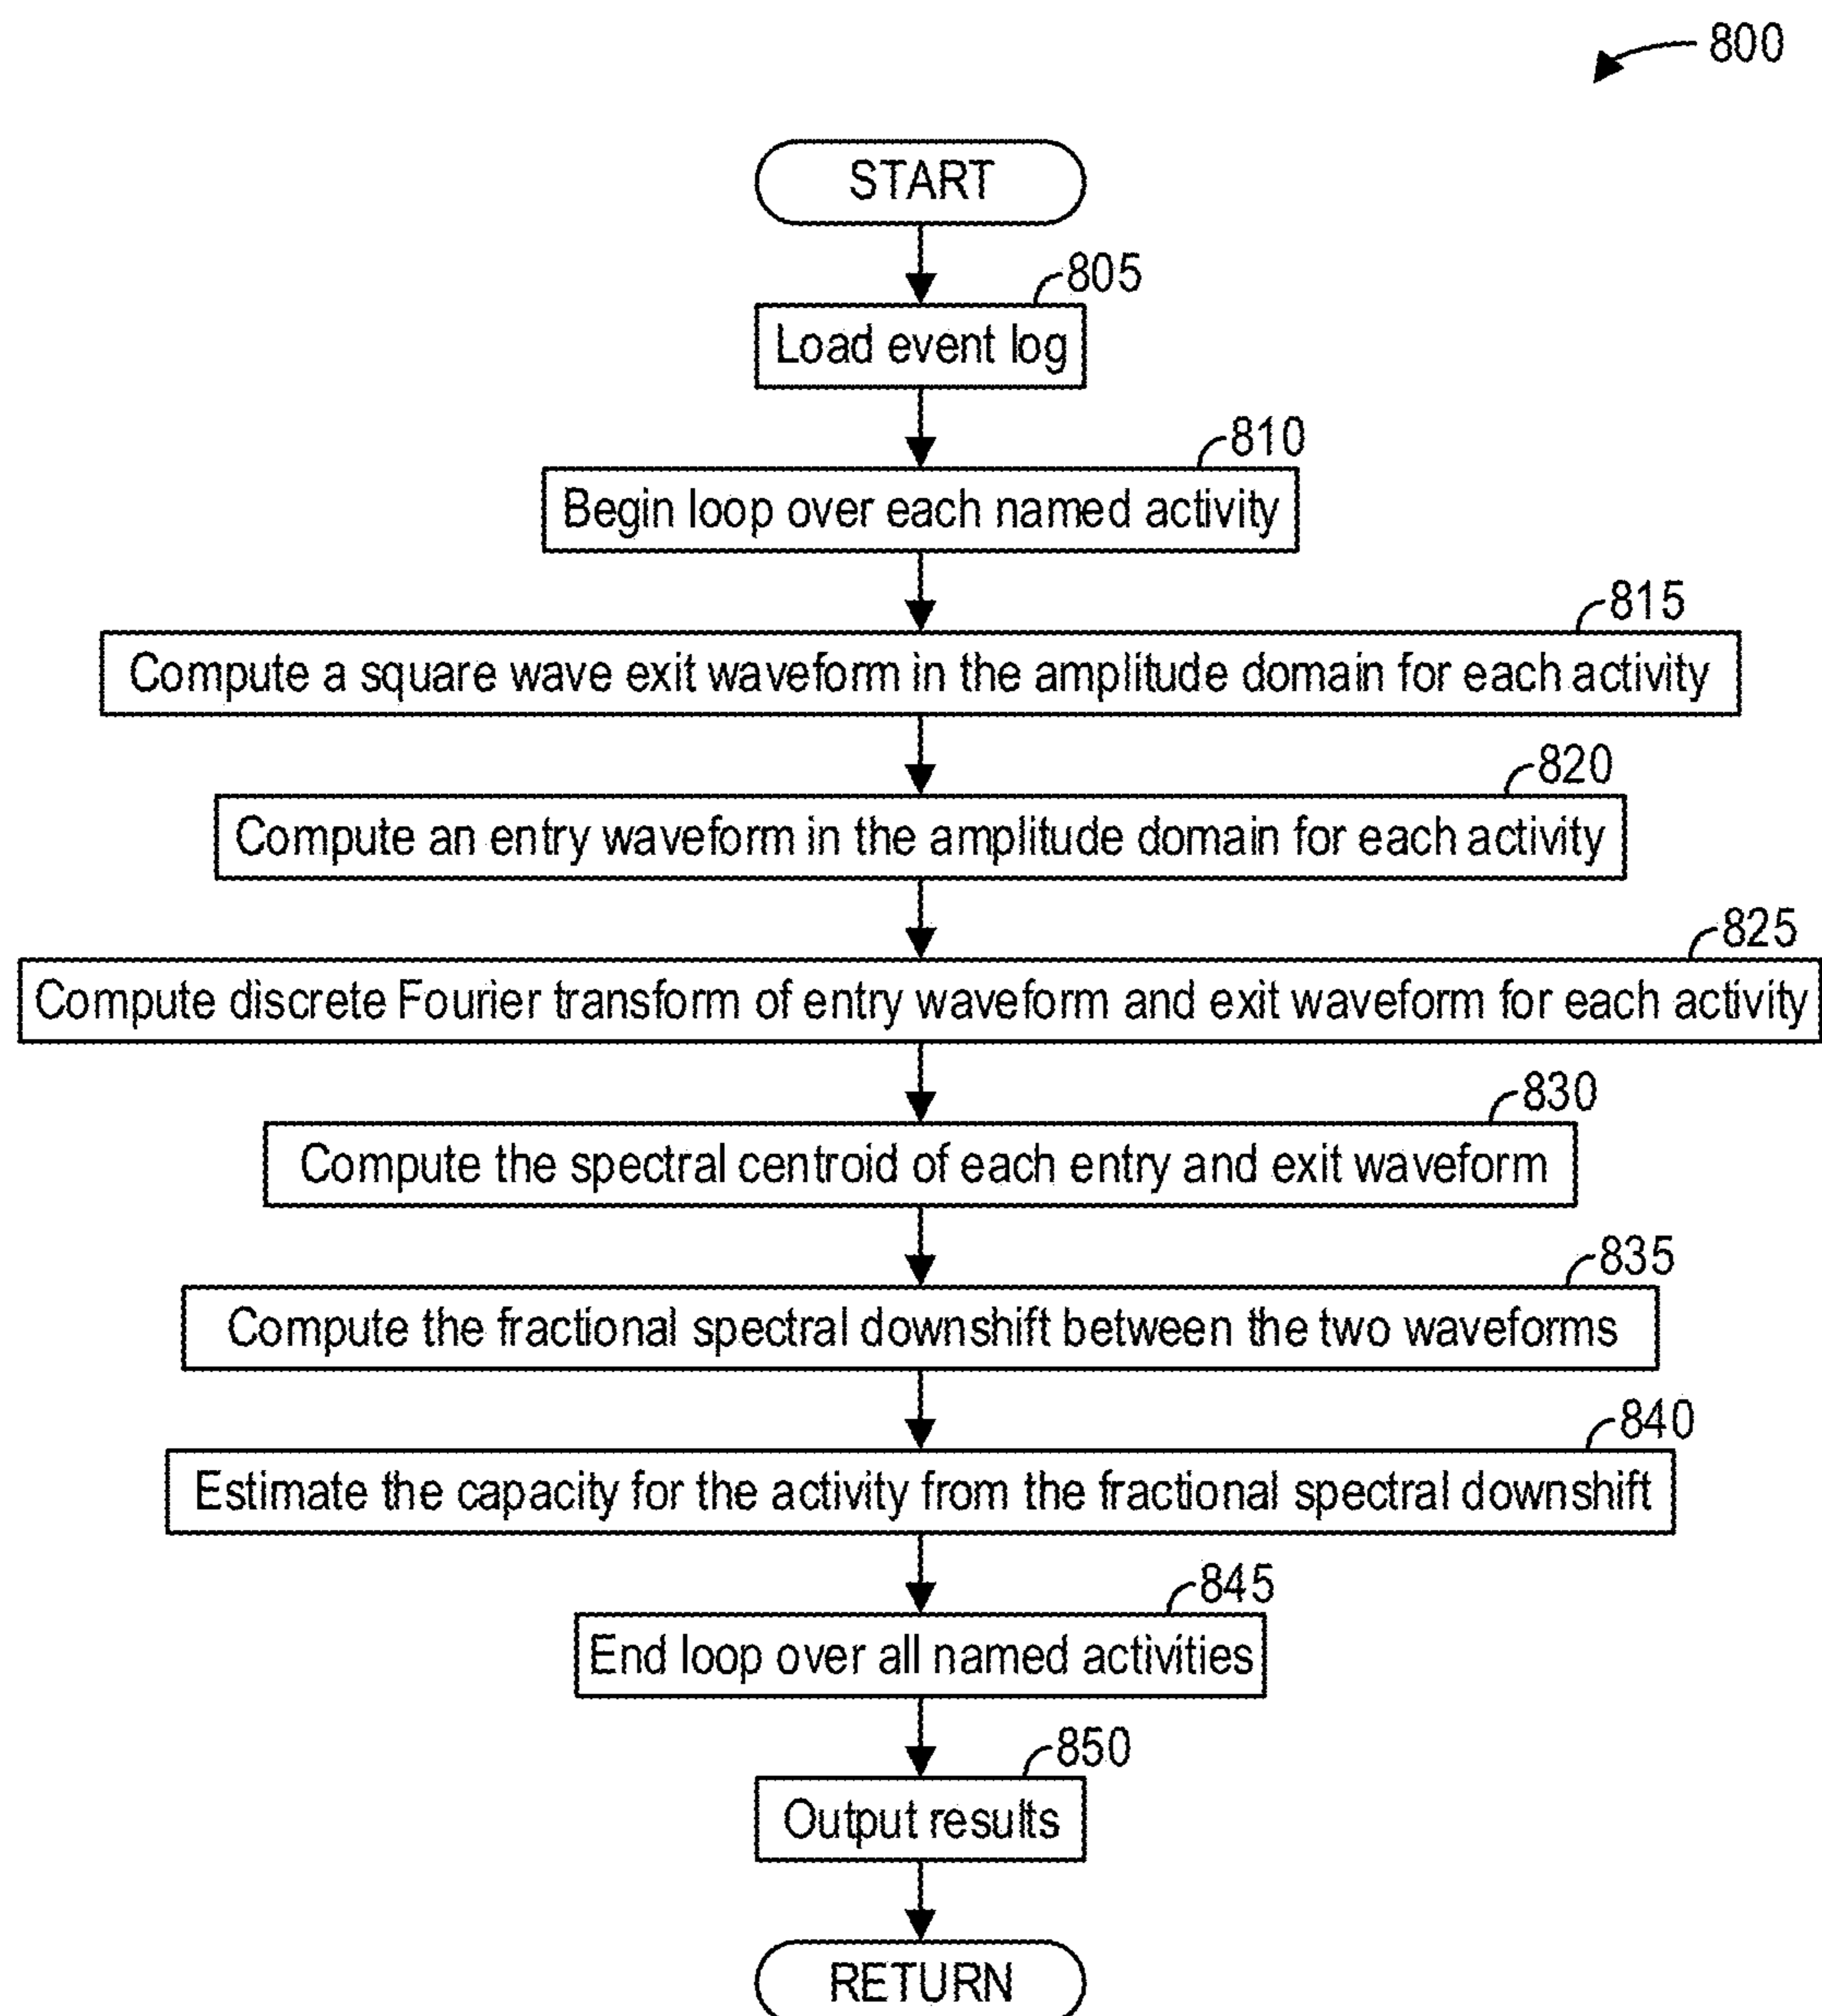 800
START
805
Load event log
810
Begin loop over each named activity
815
Compute a square wave exit waveform in the amplitude domain for each activity
820
Compute an entry waveform in the amplitude domain for each activity
825
Compute discrete Fourier transform of entry waveform and exit waveform for each activity
830
Compute the spectral centroid of each entry and exit waveform
835
Compute the fractional spectral downshift between the two waveforms
840
Estimate the capacity for the activity from the fractional spectral downshift
845
End loop over all named activities
850
Output results
RETURN